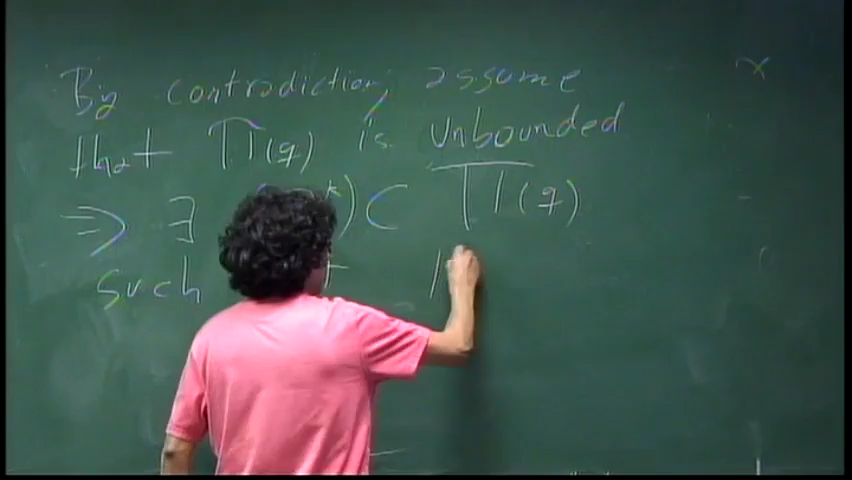 By contradiction, assume
that Π(q) is unbounded
⇒ ∃ ) ⊂ Π(q)
such